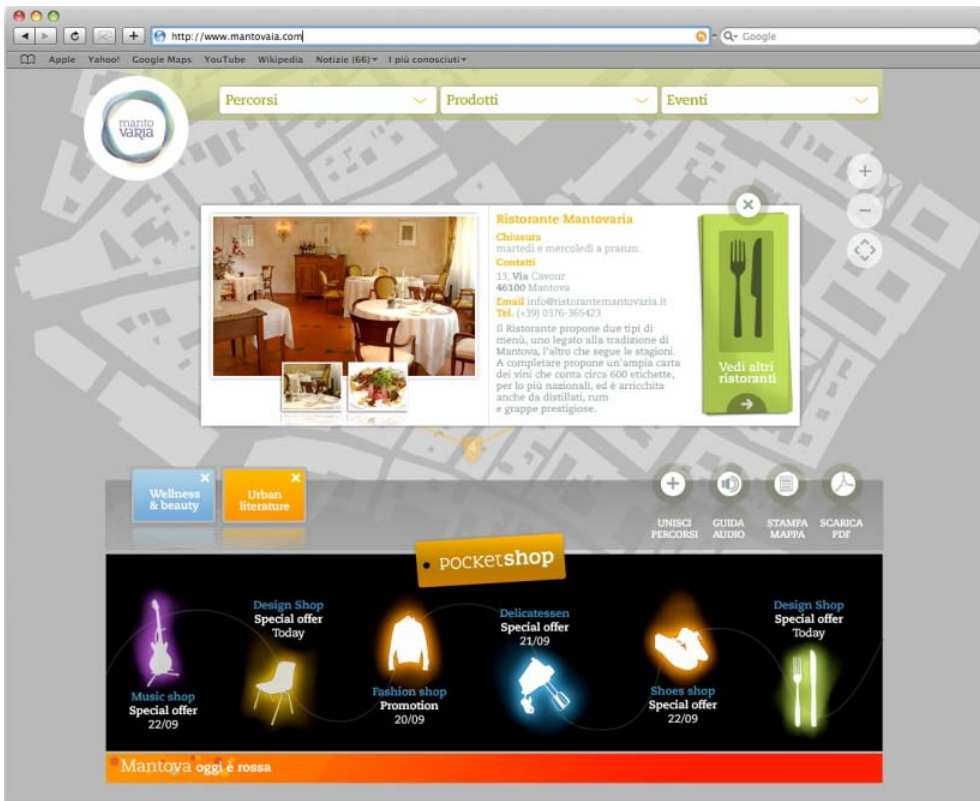 http://www.mantovaia.com
Google
Apple Yahoo! Google Maps YouTube Wikipedia Notizie (66) I più conosciuti
manto
vaRia
Percorsi
Prodotti
Eventi
Ristorante Mantovaria
Chiusura
martedì e mercoledì a pranzo.
Contatti
13, Via Cavour
46100 Mantova
Email info@ristorantemantovaria.it
Tel. (+39) 0376-365423
Il Ristorante propone due tipi di
menù, uno legato alla tradizione di
Mantova, l'altro che segue le stagioni.
A completare propone un'ampia carta
dei vini che conta circa 600 etichette,
per lo più nazionali, ed è arricchita
anche da distillati, rum
e grappe prestigiose.
Vedi altri
ristoranti
4
Wellness
& beauty
Urban
literature
UNISCI
PERCORSI
GUIDA
AUDIO
STAMPA
MAPPA
SCARICA
PDF
pocketshop
Music shop
Special offer
22/09
Design Shop
Special offer
Today
Fashion shop
Promotion
20/09
Delicatessen
Special offer
21/09
Shoes shop
Special offer
22/09
Design Shop
Special offer
Today
Mantova oggi è rossa